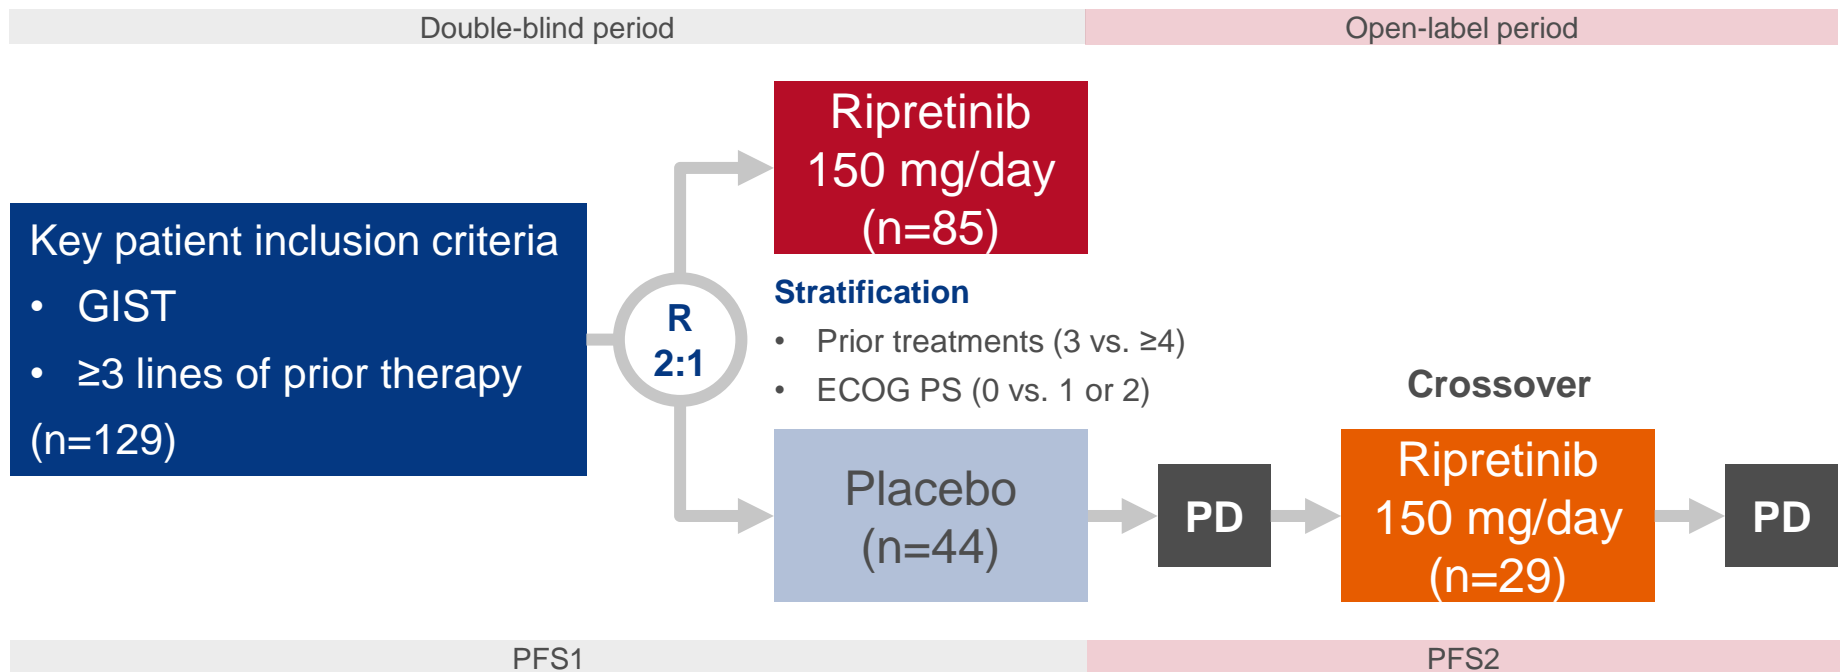 Double-blind period
Open-label period
Ripretinib
150 mg/day
(n=85)
Key patient inclusion criteria
• GIST
• ≥3 lines of prior therapy
(n=129)
R
2:1
Stratification
• Prior treatments (3 vs. ≥4)
• ECOG PS (0 vs. 1 or 2)
Crossover
Placebo
(n=44)
PD
Ripretinib
150 mg/day
(n=29)
PD
PFS1
PFS2